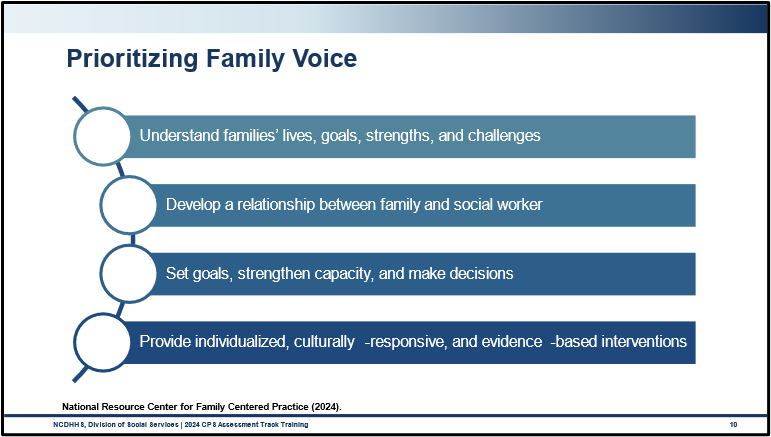 Prioritizing Family Voice
Understand families’ lives, goals, strengths, and challenges
Develop a relationship between family and social worker
Set goals, strengthen capacity, and make decisions
Provide individualized, culturally -responsive, and evidence -based interventions
National Resource Center for Family Centered Practice (2024).
NCDHHS, Division of Social Services | 2024 CPS Assessment Track Training
10